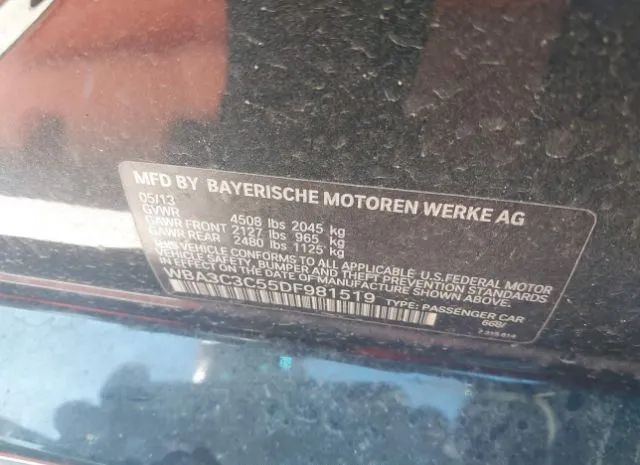 MFD BY BAYERISCHE MOTOREN WERKE AG
05/13
GVWR 4508 lbs 2045 kg
GAWR FRONT 2127 lbs 965 kg
GAWR REAR 2480 lbs 1125 kg
THIS VEHICLE CONFORMS TO ALL APPLICABLE U.S.FEDERAL MOTOR
VEHICLE SAFETY, BUMPER AND THEFT PREVENTION STANDARDS
IN EFFECT ON THE DATE OF MANUFACTURE SHOWN ABOVE.
WBA3C3C55DF981519 TYPE: PASSENGER CAR
668/